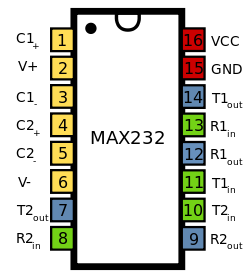 C1+ 1 16 VCC
V+ 2 15 GND
C1- 3 14 T1out
C2+ 4 13 R1in
MAX232
C2- 5 12 R1out
V- 6 11 T1in
T2out 7 10 T2in
R2in 8 9 R2out